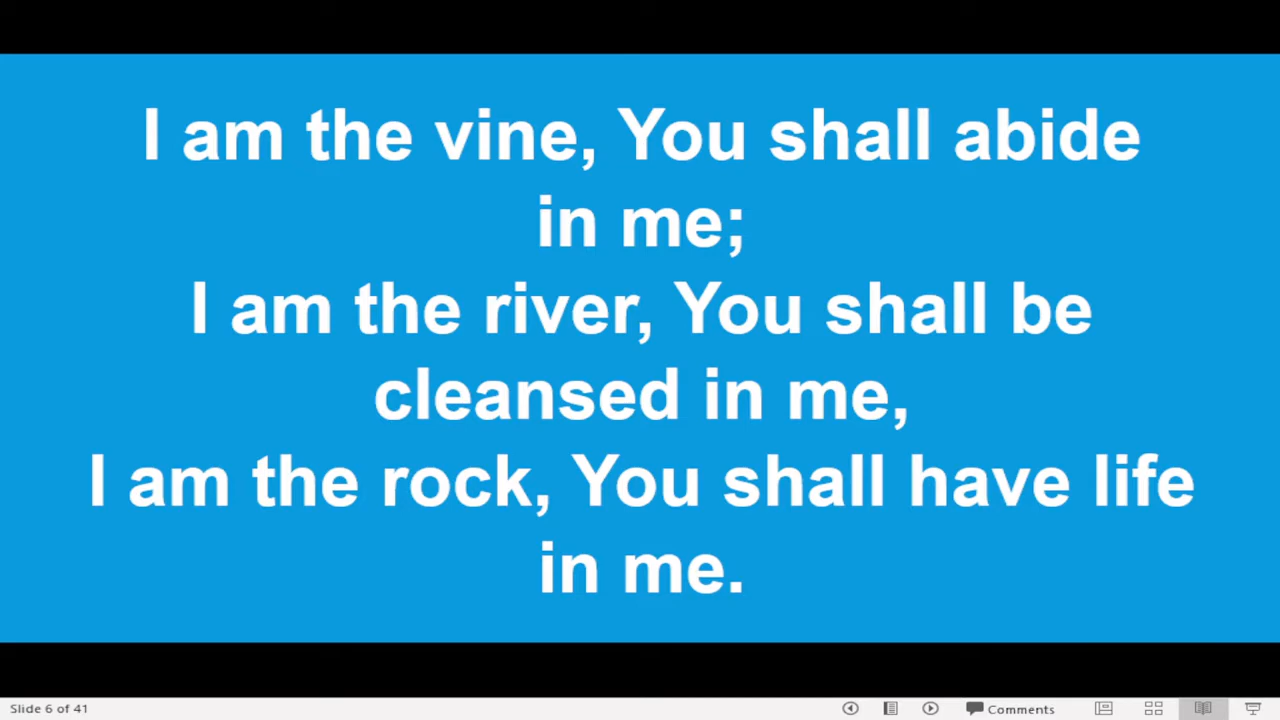 I am the vine, You shall abide
in me;
I am the river, You shall be
cleansed in me,
I am the rock, You shall have life
in me.
Slide 6 of 41
Comments